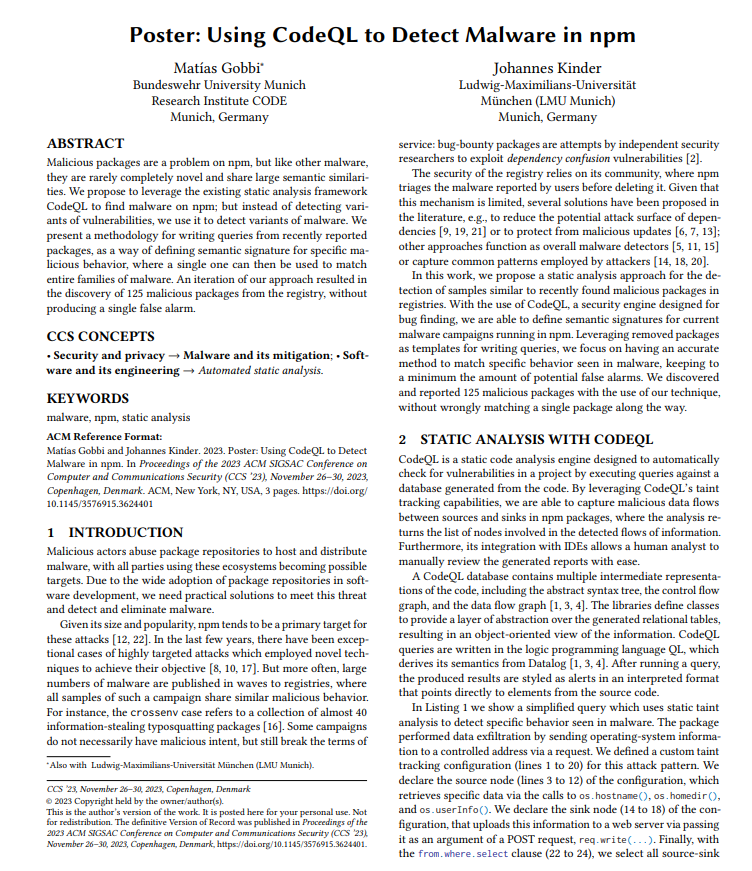 Poster: Using CodeQL to Detect Malware in npm
Matías Gobbi*
Bundeswehr University Munich
Research Institute CODE
Munich, Germany
Johannes Kinder
Ludwig-Maximilians-Universität
München (LMU Munich)
Munich, Germany
ABSTRACT
Malicious packages are a problem on npm, but like other malware,
they are rarely completely novel and share large semantic similari-
ties. We propose to leverage the existing static analysis framework
CodeQL to find malware on npm; but instead of detecting vari-
ants of vulnerabilities, we use it to detect variants of malware. We
present a methodology for writing queries from recently reported
packages, as a way of defining semantic signature for specific ma-
licious behavior, where a single one can then be used to match
entire families of malware. An iteration of our approach resulted in
the discovery of 125 malicious packages from the registry, without
producing a single false alarm.
CCS CONCEPTS
• Security and privacy → Malware and its mitigation; • Soft-
ware and its engineering → Automated static analysis.
KEYWORDS
malware, npm, static analysis
ACM Reference Format:
Matías Gobbi and Johannes Kinder. 2023. Poster: Using CodeQL to Detect
Malware in npm. In Proceedings of the 2023 ACM SIGSAC Conference on
Computer and Communications Security (CCS '23), November 26–30, 2023,
Copenhagen, Denmark. ACM, New York, NY, USA, 3 pages. https://doi.org/
10.1145/3576915.3624401
1 INTRODUCTION
Malicious actors abuse package repositories to host and distribute
malware, with all parties using these ecosystems becoming possible
targets. Due to the wide adoption of package repositories in soft-
ware development, we need practical solutions to meet this threat
and detect and eliminate malware.
Given its size and popularity, npm tends to be a primary target for
these attacks [12, 22]. In the last few years, there have been excep-
tional cases of highly targeted attacks which employed novel tech-
niques to achieve their objective [8, 10, 17]. But more often, large
numbers of malware are published in waves to registries, where
all samples of such a campaign share similar malicious behavior.
For instance, the crossenv case refers to a collection of almost 40
information-stealing typosquatting packages [16]. Some campaigns
do not necessarily have malicious intent, but still break the terms of
*Also with Ludwig-Maximilians-Universität München (LMU Munich).
CCS '23, November 26–30, 2023, Copenhagen, Denmark
© 2023 Copyright held by the owner/author(s).
This is the author's version of the work. It is posted here for your personal use. Not
for redistribution. The definitive Version of Record was published in Proceedings of the
2023 ACM SIGSAC Conference on Computer and Communications Security (CCS '23),
November 26–30, 2023, Copenhagen, Denmark, https://doi.org/10.1145/3576915.3624401.
service: bug-bounty packages are attempts by independent security
researchers to exploit dependency confusion vulnerabilities [2].
The security of the registry relies on its community, where npm
triages the malware reported by users before deleting it. Given that
this mechanism is limited, several solutions have been proposed in
the literature, e.g., to reduce the potential attack surface of depen-
dencies [9, 19, 21] or to protect from malicious updates [6, 7, 13];
other approaches function as overall malware detectors [5, 11, 15]
or capture common patterns employed by attackers [14, 18, 20].
In this work, we propose a static analysis approach for the de-
tection of samples similar to recently found malicious packages in
registries. With the use of CodeQL, a security engine designed for
bug finding, we are able to define semantic signatures for current
malware campaigns running in npm. Leveraging removed packages
as templates for writing queries, we focus on having an accurate
method to match specific behavior seen in malware, keeping to
a minimum the amount of potential false alarms. We discovered
and reported 125 malicious packages with the use of our technique,
without wrongly matching a single package along the way.
2 STATIC ANALYSIS WITH CODEQL
CodeQL is a static code analysis engine designed to automatically
check for vulnerabilities in a project by executing queries against a
database generated from the code. By leveraging CodeQL's taint
tracking capabilities, we are able to capture malicious data flows
between sources and sinks in npm packages, where the analysis re-
turns the list of nodes involved in the detected flows of information.
Furthermore, its integration with IDEs allows a human analyst to
manually review the generated reports with ease.
A CodeQL database contains multiple intermediate representa-
tions of the code, including the abstract syntax tree, the control flow
graph, and the data flow graph [1, 3, 4]. The libraries define classes
to provide a layer of abstraction over the generated relational tables,
resulting in an object-oriented view of the information. CodeQL
queries are written in the logic programming language QL, which
derives its semantics from Datalog [1, 3, 4]. After running a query,
the produced results are styled as alerts in an interpreted format
that points directly to elements from the source code.
In Listing 1 we show a simplified query which uses static taint
analysis to detect specific behavior seen in malware. The package
performed data exfiltration by sending operating-system informa-
tion to a controlled address via a request. We defined a custom taint
tracking configuration (lines 1 to 20) for this attack pattern. We
declare the source node (lines 3 to 12) of the configuration, which
retrieves specific data via the calls to os.hostname(), os.homedir(),
and os.userInfo(). We declare the sink node (14 to 18) of the con-
figuration, that uploads this information to a web server via passing
it as an argument of a POST request, req.write(...). Finally, with
the from.where.select clause (22 to 24), we select all source-sink